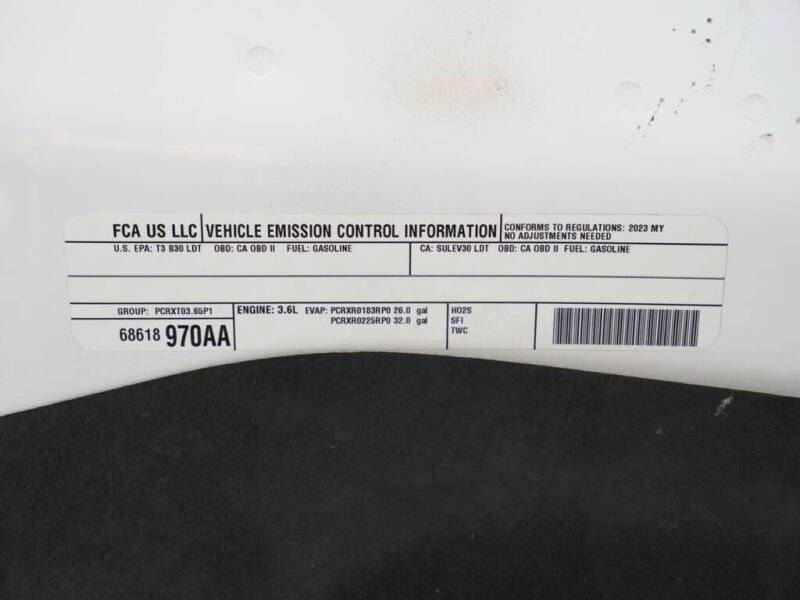 FCA US LLC
VEHICLE EMISSION CONTROL INFORMATION
CONFORMS TO REGULATIONS: 2023 MY
NO ADJUSTMENTS NEEDED
U.S. EPA: T3 B30 LDT OBD: CA OBD II FUEL: GASOLINE
CA: SULEV30 LDT OBD: CA OBD II FUEL: GASOLINE
GROUP: PCRXT03.65P1
68618 970AA
ENGINE: 3.6L EVAP: PCRXR0183RP0 26.0 gal
PCRXR0225RP0 32.0 gal
HO2S
SFI
TWC